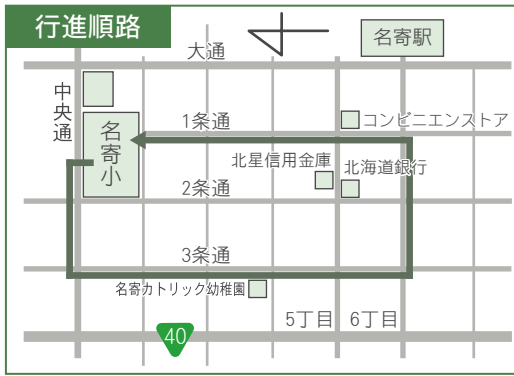 行進順路
名寄駅
大通
中央通
1条通
コンビニエンストア
名寄小
北星信用金庫
北海道銀行
2条通
3条通
名寄カトリック幼稚園
5丁目
6丁目
40